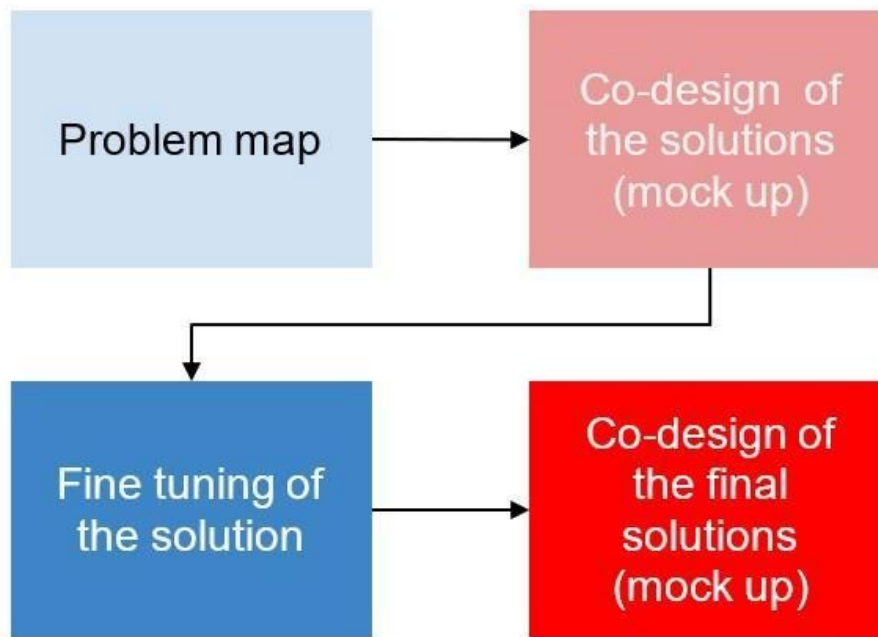 Problem map
Co-design of
the solutions
(mock up)
Fine tuning of
the solution
Co-design of
the final
solutions
(mock up)